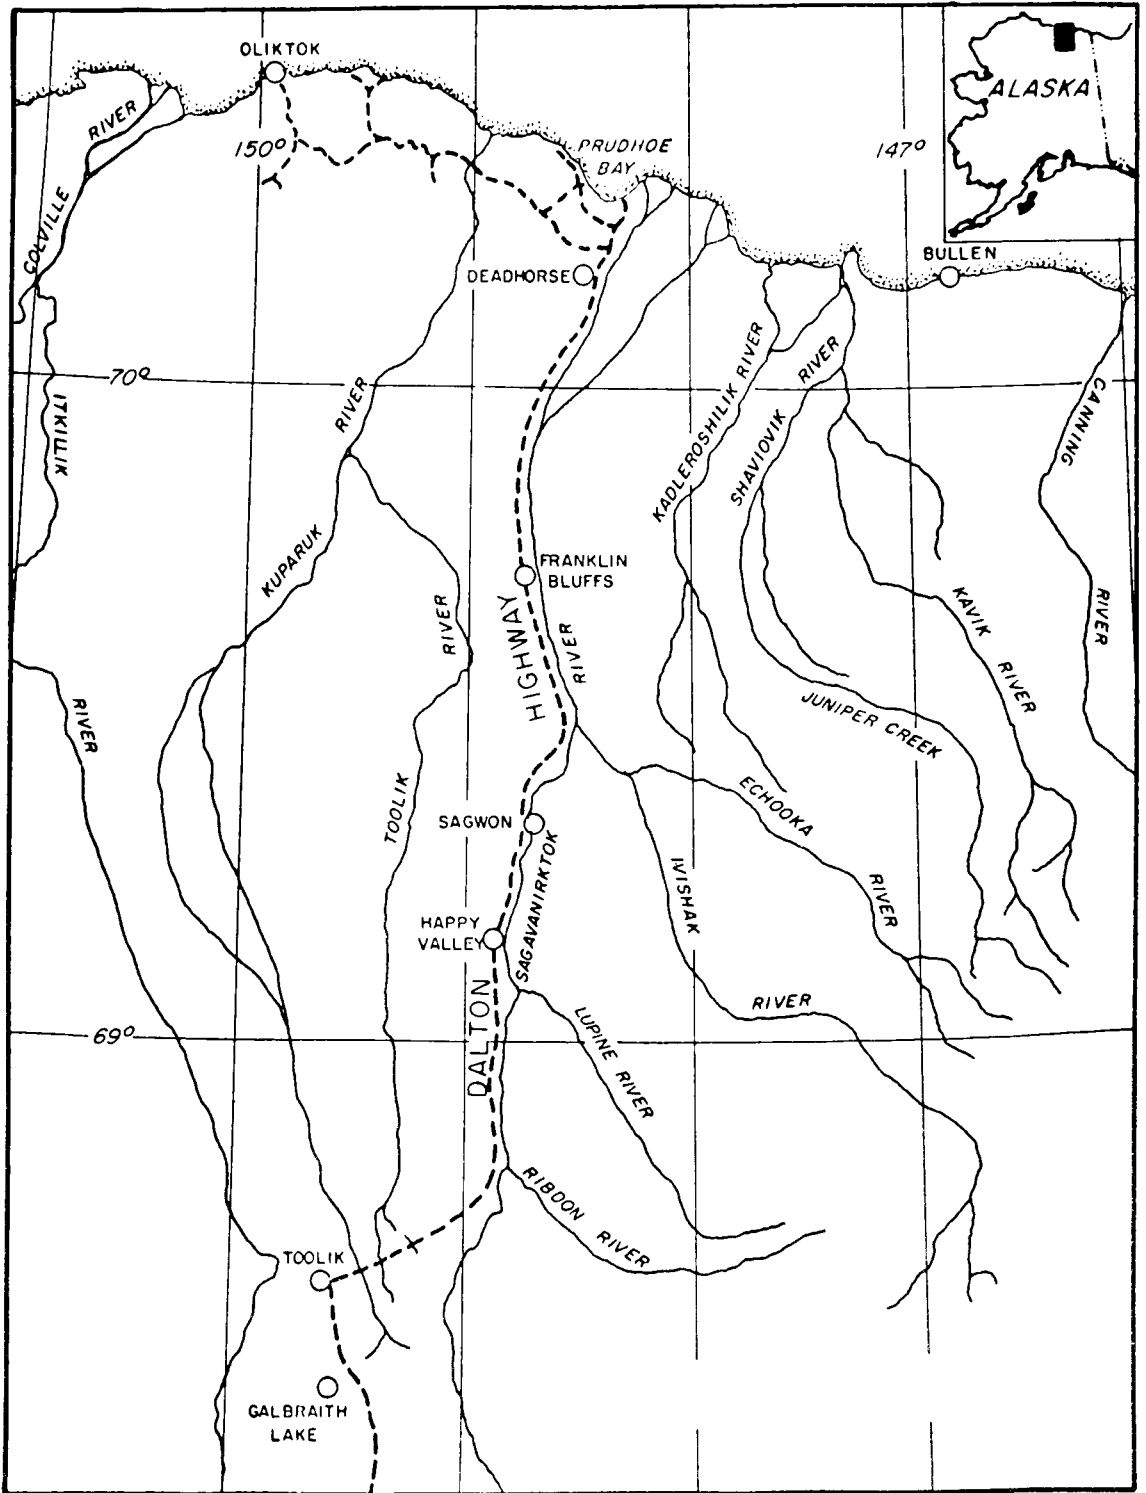 OLIKTOK
ALASKA
RIVER
150°
PRUDHOE
BAY
147°
COLVILLE
DEADHORSE
BULLEN
70°
ITKILLIK
RIVER
KADLEROSHILIK RIVER
SHAVIOVIK RIVER
CANNING
RIVER
KUPARUK
FRANKLIN
BLUFFS
RIVER
HIGHWAY
RIVER
KAVIK
RIVER
RIVER
JUNIPER CREEK
TOOLIK
SAGWON
ECHOOKA
RIVER
IVISHAK
RIVER
HAPPY
VALLEY
SAGAVANIRKTOK
DALTON
69°
LUPINE RIVER
RIBDON RIVER
TOOLIK
GALBRAITH
LAKE